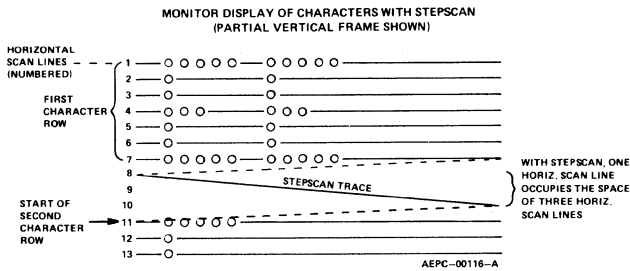 MONITOR DISPLAY OF CHARACTERS WITH STEPSCAN
(PARTIAL VERTICAL FRAME SHOWN)
HORIZONTAL
SCAN LINES
(NUMBERED)
1
2
3
FIRST
CHARACTER
ROW
4
5
6
7
8
9
10
STEPSCAN TRACE
WITH STEPSCAN, ONE
HORIZ. SCAN LINE
OCCUPIES THE SPACE
OF THREE HORIZ.
SCAN LINES
START OF
SECOND
CHARACTER
ROW
11
12
13
AEPC-00116-A